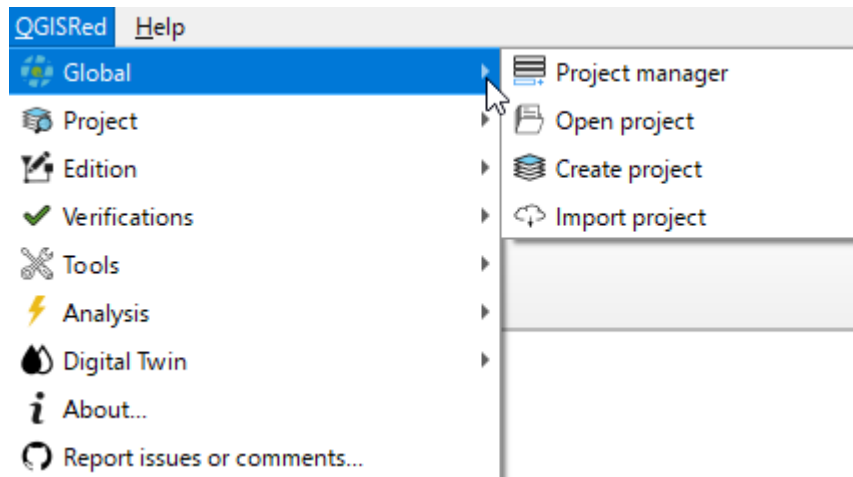 QGISRed Help
Global
Project
Edition
Verifications
Tools
Analysis
Digital Twin
About...
Report issues or comments...
Project manager
Open project
Create project
Import project